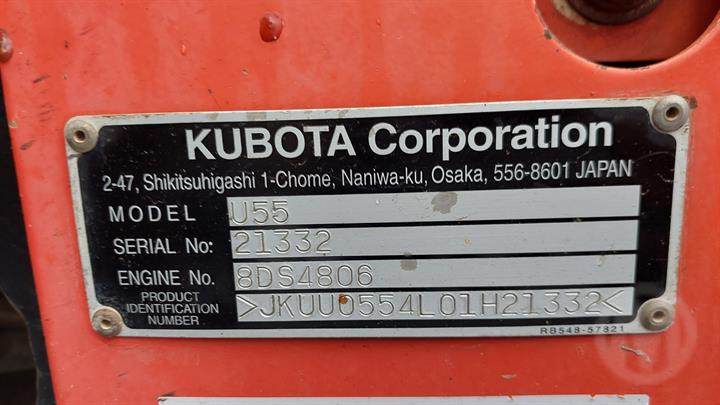 KUBOTA Corporation
2-47, Shikitsuhigashi 1-Chome, Naniwa-ku, Osaka, 556-8601 JAPAN
MODEL U55
SERIAL No: 21332
ENGINE No. 8DS4806
PRODUCT
IDENTIFICATION
NUMBER >JKUU0554L01H21332<
RB548-57821